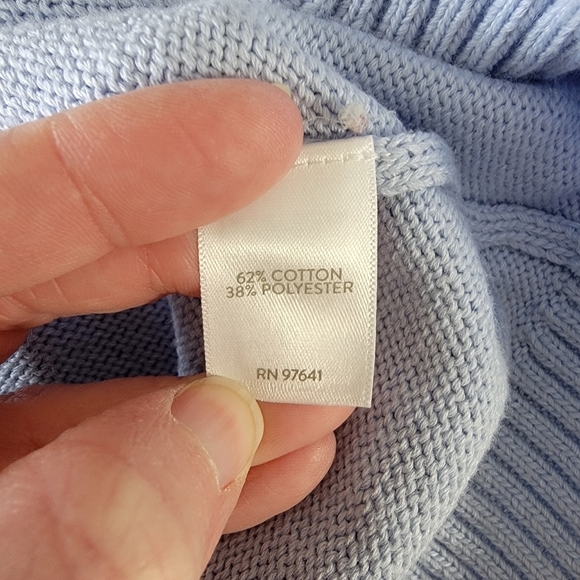 62% COTTON
38% POLYESTER
RN 97641